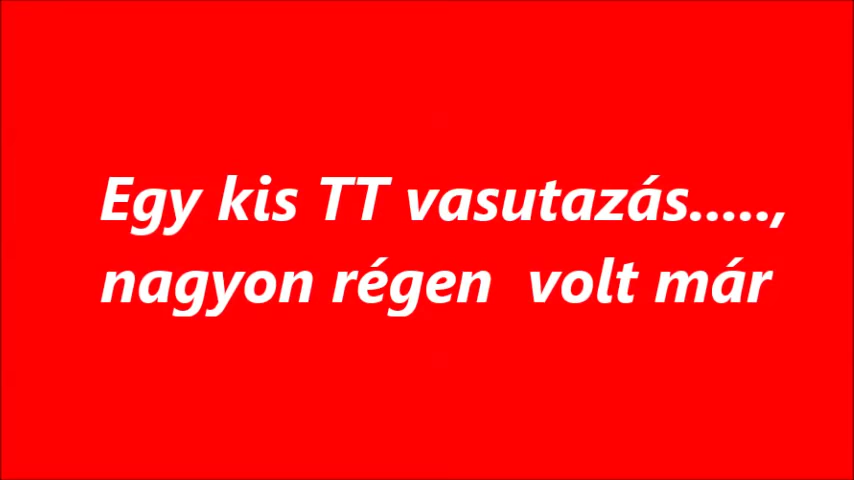 Egy kis TT vasutazás.....,
nagyon régen  volt már